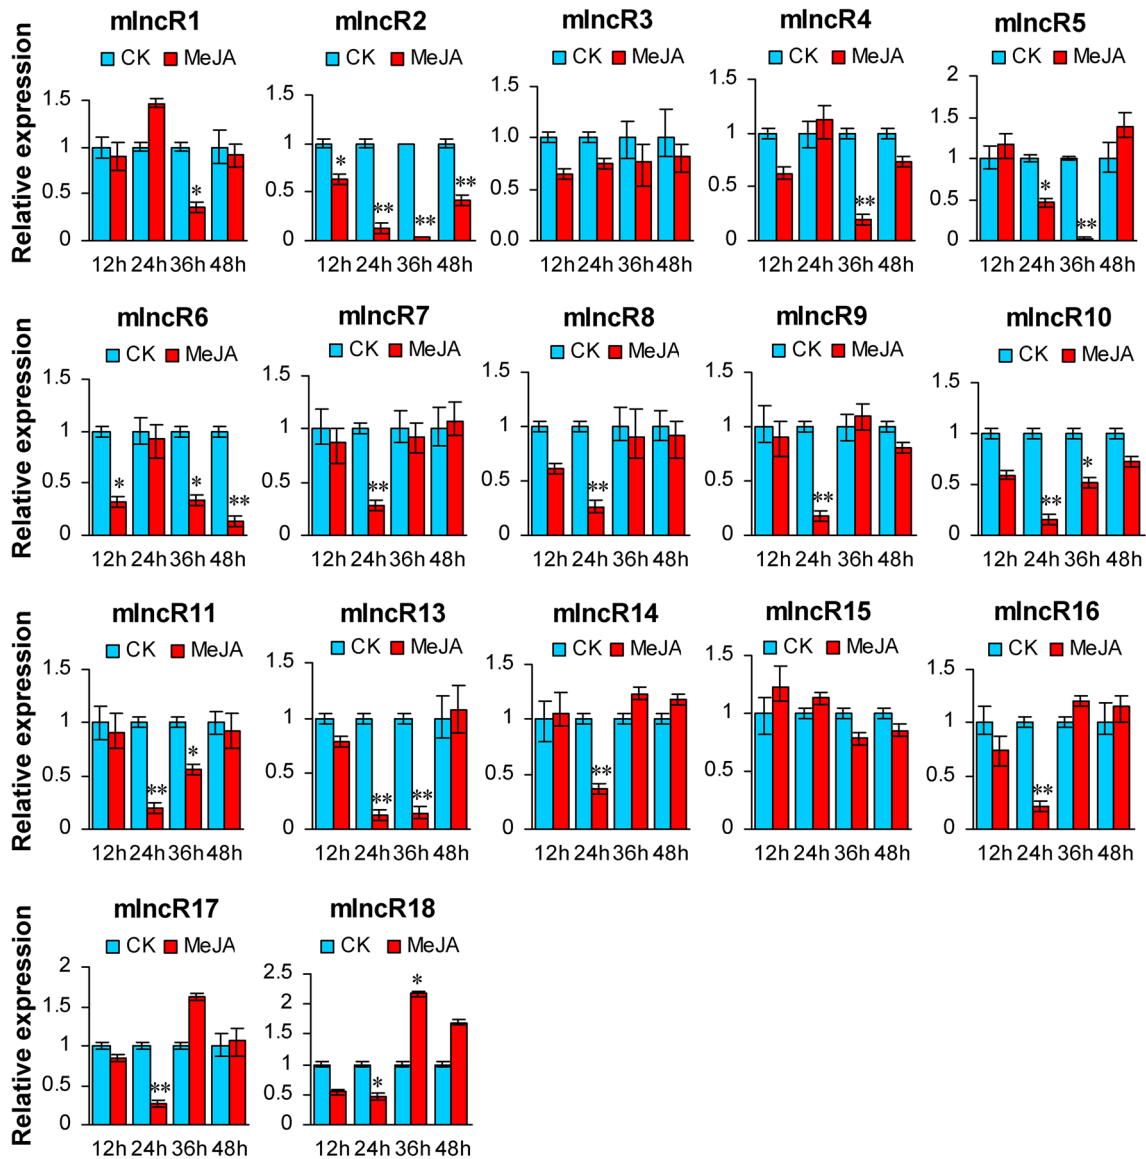 Relative expression
mlncR1
CK MeJA
1.5
1
0.5
0
*
12h 24h 36h 48h
mlncR2
CK MeJA
1.5
1
0.5
0
*
**
**
**
12h 24h 36h 48h
mlncR3
CK MeJA
1.5
1.0
0.5
0.0
12h 24h 36h 48h
mlncR4
CK MeJA
1.5
1
0.5
0
**
12h 24h 36h 48h
mlncR5
CK MeJA
2
1.5
1
0.5
0
*
**
12h 24h 36h 48h
Relative expression
mlncR6
CK MeJA
1.5
1
0.5
0
*
*
**
12h 24h 36h 48h
mlncR7
CK MeJA
1.5
1
0.5
0
**
12h 24h 36h 48h
mlncR8
CK MeJA
1.5
1
0.5
0
**
12h 24h 36h 48h
mlncR9
CK MeJA
1.5
1
0.5
0
**
12h 24h 36h 48h
mlncR10
CK MeJA
1.5
1
0.5
0
**
*
12h 24h 36h 48h
Relative expression
mlncR11
CK MeJA
1.5
1
0.5
0
**
*
12h 24h 36h 48h
mlncR13
CK MeJA
1.5
1
0.5
0
**
**
12h 24h 36h 48h
mlncR14
CK MeJA
1.5
1
0.5
0
**
12h 24h 36h 48h
mlncR15
CK MeJA
1.5
1
0.5
0
12h 24h 36h 48h
mlncR16
CK MeJA
1.5
1
0.5
0
**
12h 24h 36h 48h
Relative expression
mlncR17
CK MeJA
2
1.5
1
0.5
0
**
12h 24h 36h 48h
mlncR18
CK MeJA
2.5
2
1.5
1
0.5
0
*
*
12h 24h 36h 48h